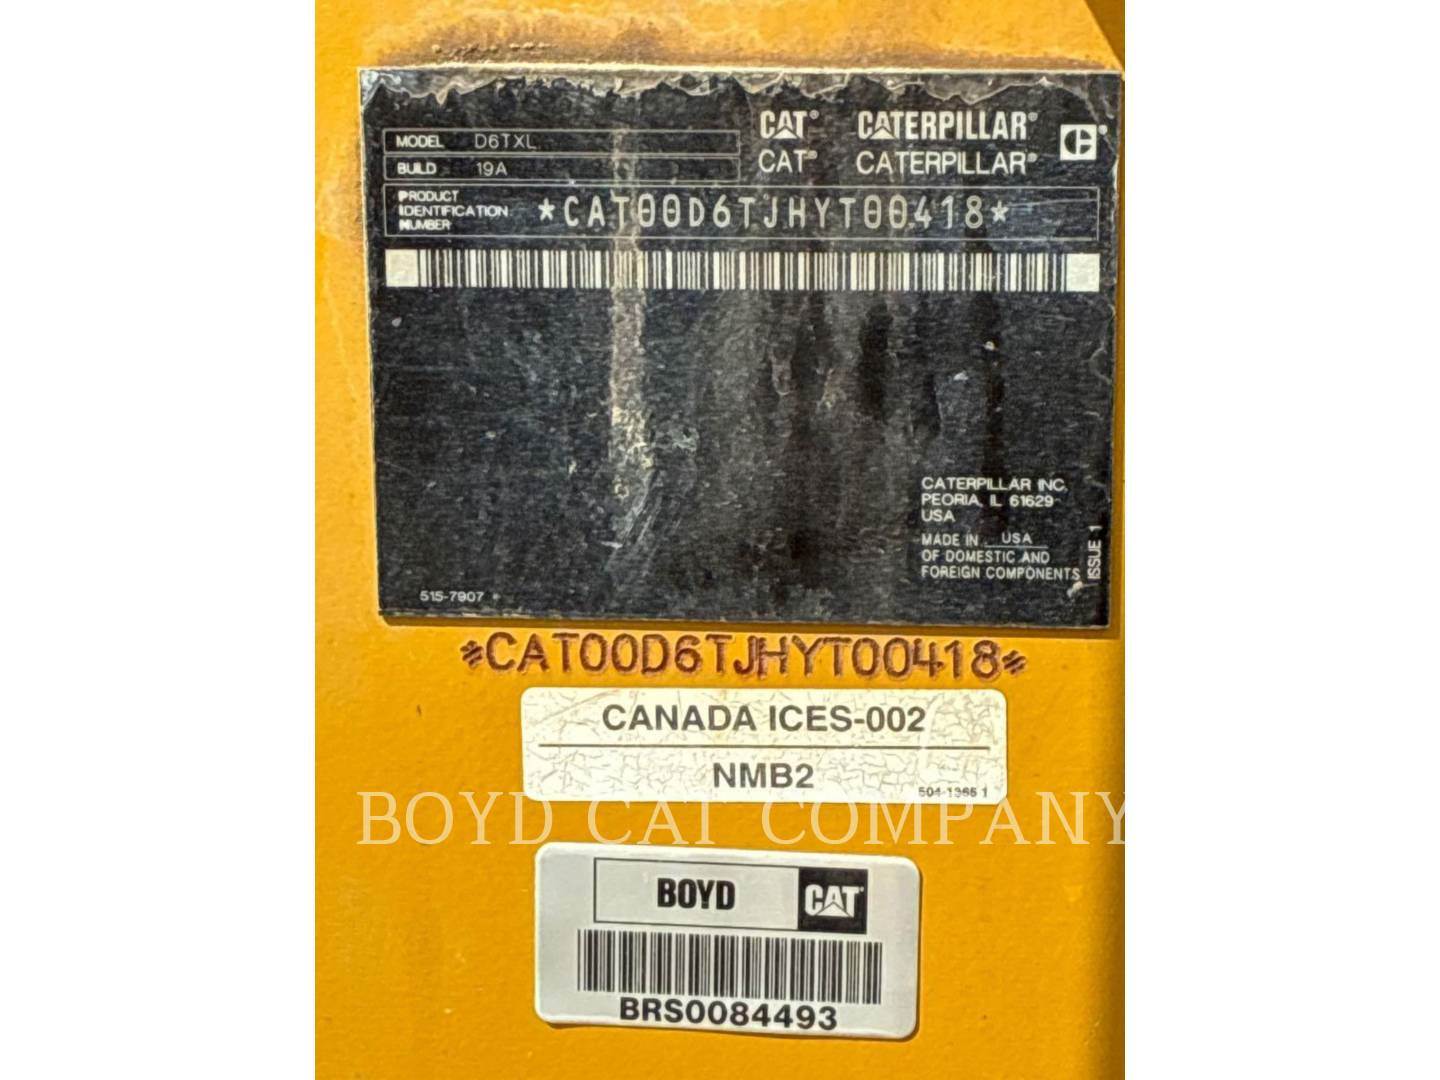 CAT® CATERPILLAR®
CAT® CATERPILLAR®
MODEL D6TXL
BUILD 19A
PRODUCT
IDENTIFICATION
NUMBER
*CAT00D6TJHYT00418*
CATERPILLAR INC.
PEORIA, IL 61629
USA
MADE IN USA
OF DOMESTIC AND
FOREIGN COMPONENTS
ISSUE 1
515-7907
*CAT00D6TJHYT00418*
CANADA ICES-002
NMB2
504-1366 1
BOYD CAT COMPANY
BOYD CAT
BRS0084493